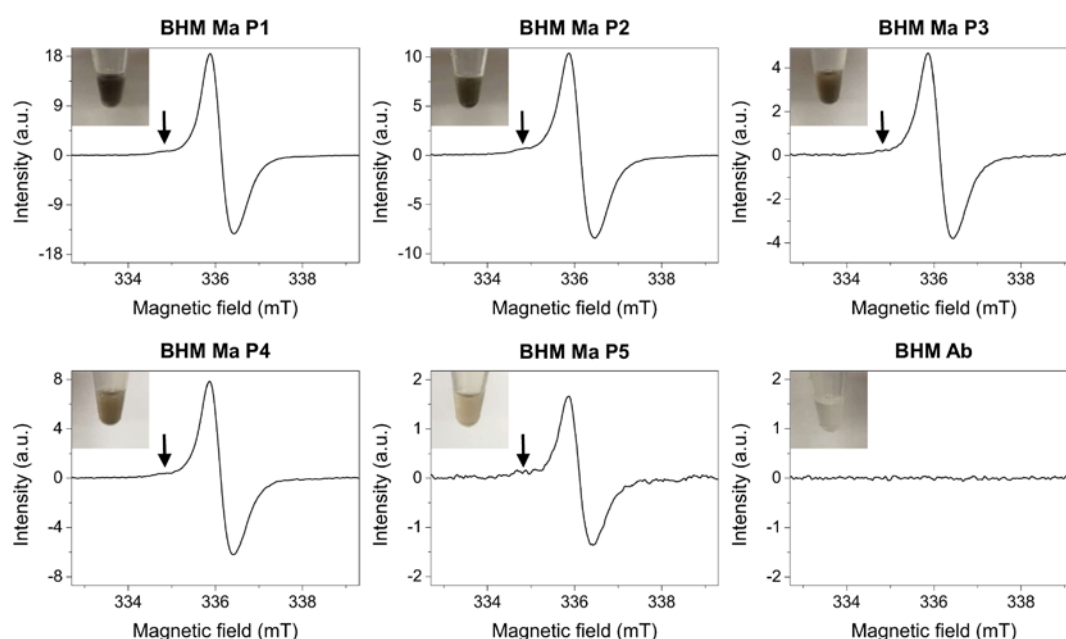 BHM Ma P1
BHM Ma P2
BHM Ma P3
18
9
0
-9
-18
Intensity (a.u.)
334
336
338
Magnetic field (mT)
10
5
0
-5
-10
Intensity (a.u.)
334
336
338
Magnetic field (mT)
4
2
0
-2
-4
Intensity (a.u.)
334
336
338
Magnetic field (mT)
BHM Ma P4
BHM Ma P5
BHM Ab
8
4
0
-4
-8
Intensity (a.u.)
334
336
338
Magnetic field (mT)
2
1
0
-1
-2
Intensity (a.u.)
334
336
338
Magnetic field (mT)
2
1
0
-1
-2
Intensity (a.u.)
334
336
338
Magnetic field (mT)